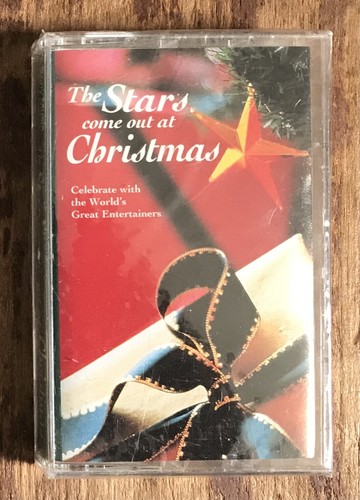 The Stars
come out at
Christmas
Celebrate with
the World's
Great Entertainers